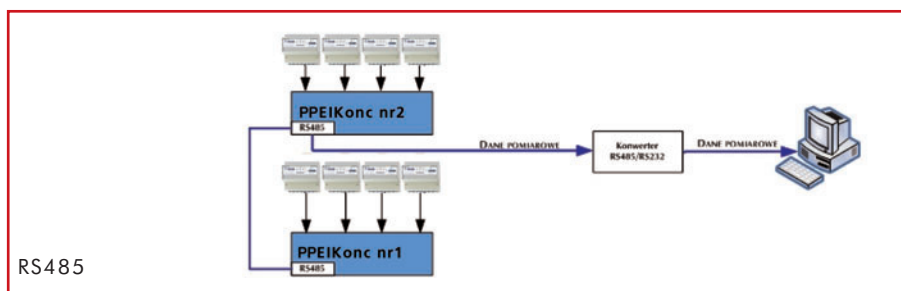 PPEIKonc nr2
RS485
DANE POMIAROWE
Konwerter
RS485/RS232
DANE POMIAROWE
PPEIKonc nr1
RS485
RS485